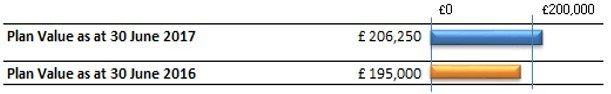 £0 £200,000
Plan Value as at 30 June 2017 £ 206,250
Plan Value as at 30 June 2016 £ 195,000